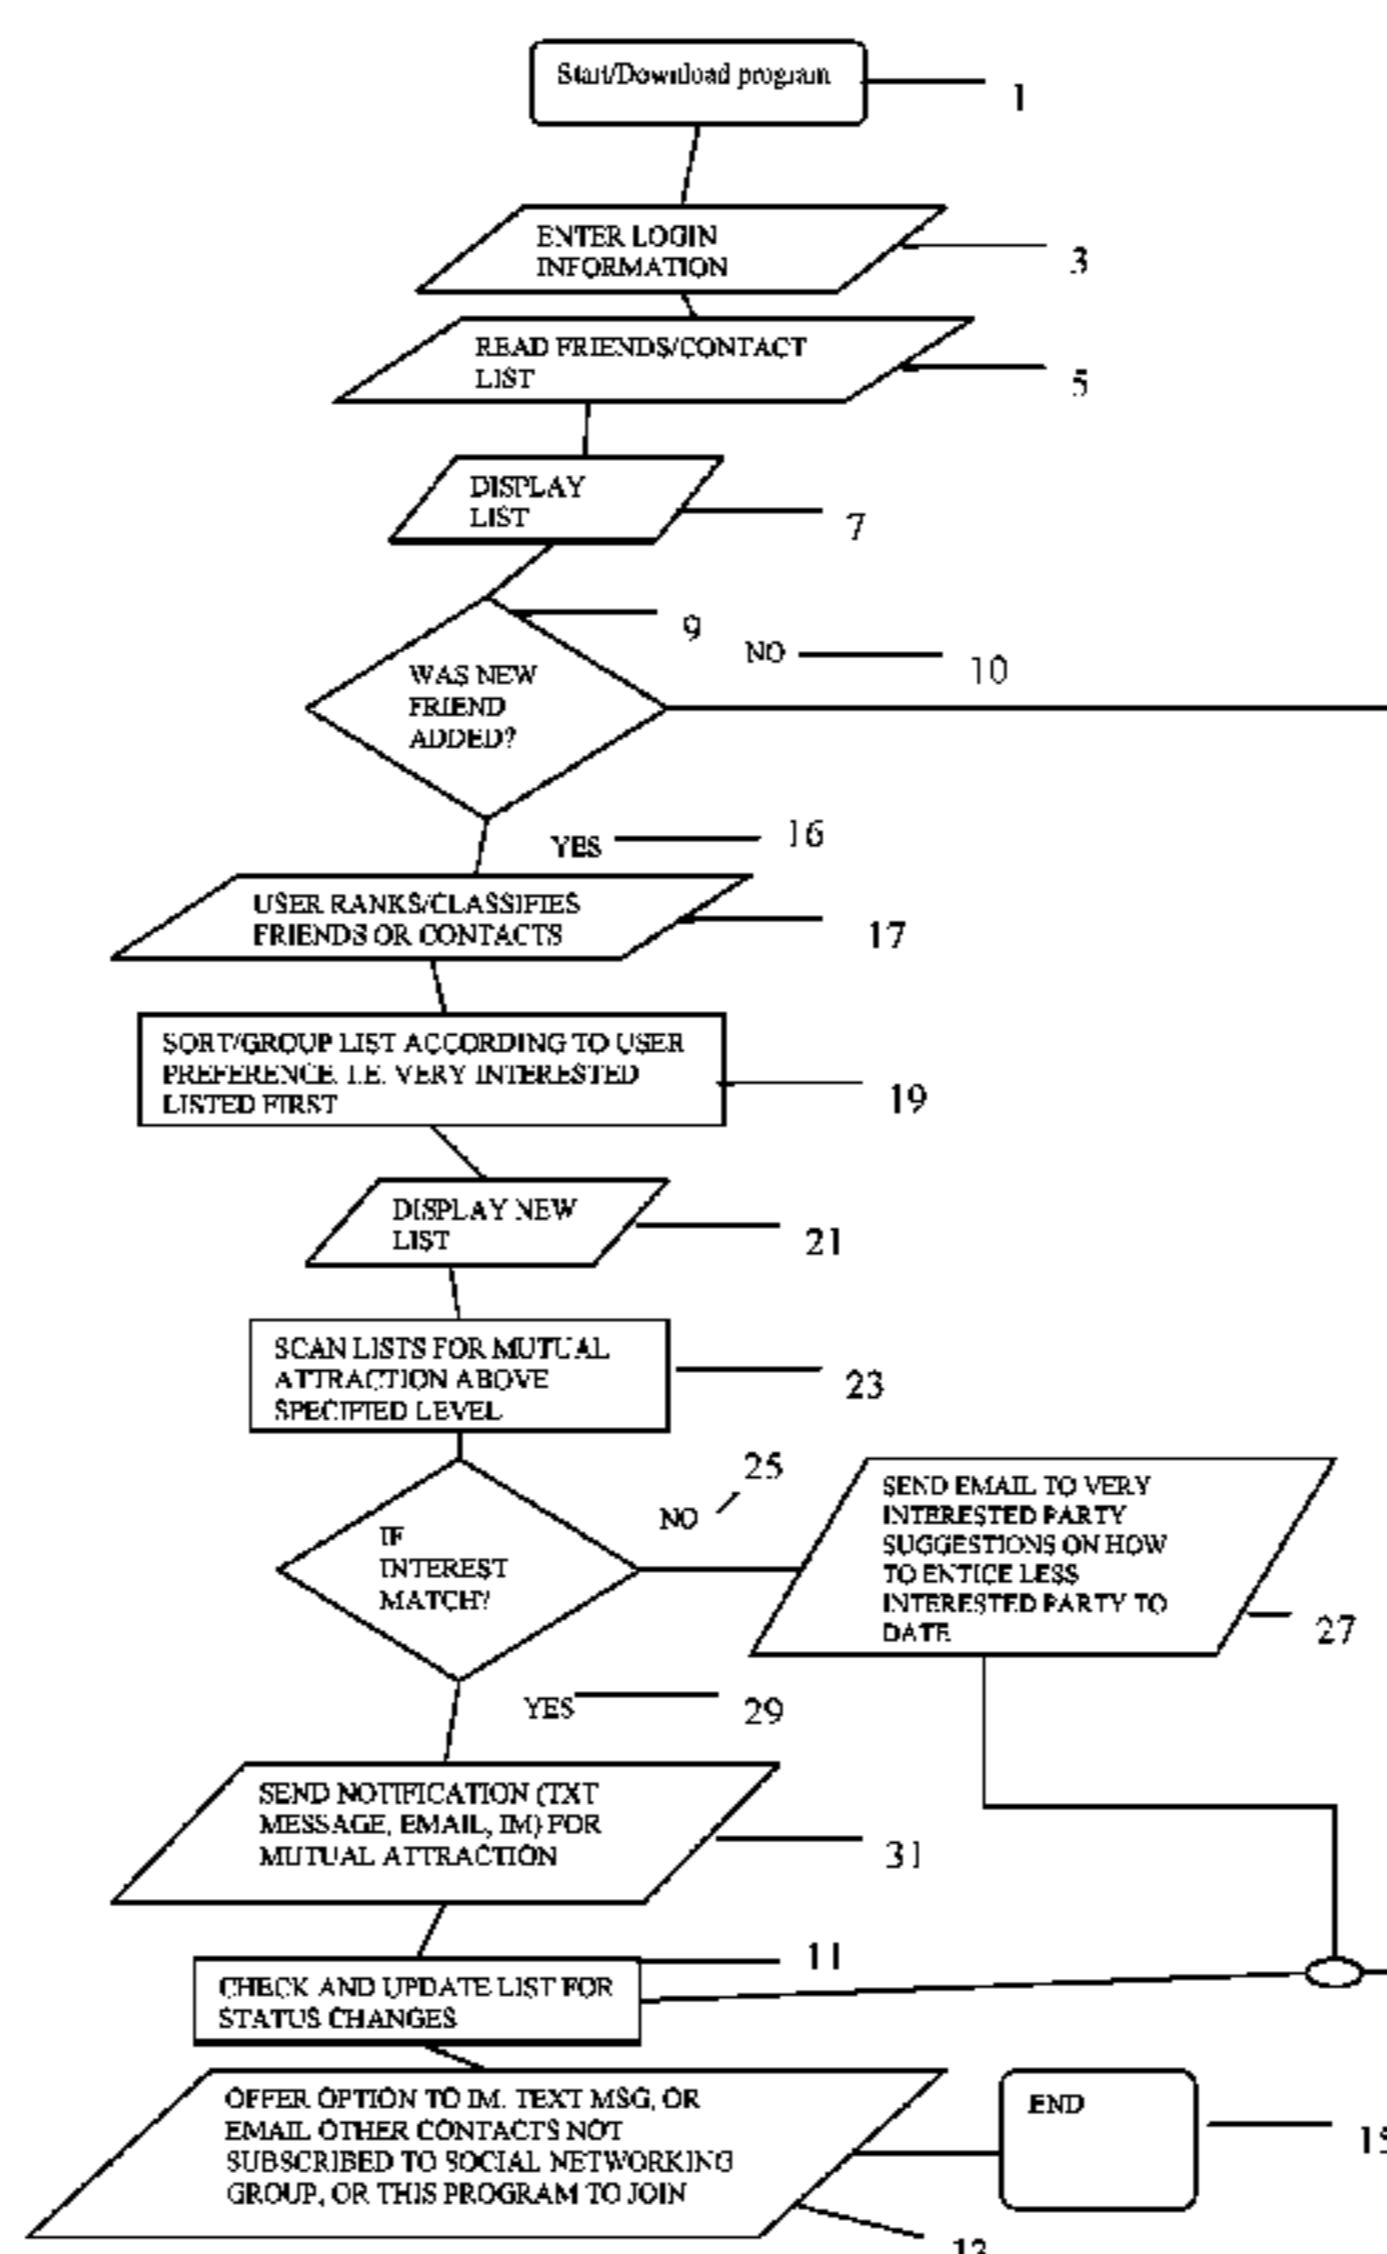 Start/Download program
1
ENTER LOGIN
INFORMATION
3
READ FRIENDS/CONTACT
LIST
5
DISPLAY
LIST
7
9
NO
10
WAS NEW
FRIEND
ADDED?
YES
16
USER RANKS/CLASSIFIES
FRIENDS OR CONTACTS
17
SORT/GROUP LIST ACCORDING TO USER
PREFERENCE. I.E. VERY INTERESTED
LISTED FIRST
19
DISPLAY NEW
LIST
21
SCAN LISTS FOR MUTUAL
ATTRACTION ABOVE
SPECIFIED LEVEL
23
25
NO
IF
INTEREST
MATCH?
SEND EMAIL TO VERY
INTERESTED PARTY
SUGGESTIONS ON HOW
TO ENTICE LESS
INTERESTED PARTY TO
DATE
27
YES
29
SEND NOTIFICATION (TXT
MESSAGE, EMAIL, IM) FOR
MUTUAL ATTRACTION
31
11
CHECK AND UPDATE LIST FOR
STATUS CHANGES
OFFER OPTION TO IM, TEXT MSG, OR
EMAIL OTHER CONTACTS NOT
SUBSCRIBED TO SOCIAL NETWORKING
GROUP, OR THIS PROGRAM TO JOIN
END
15
13